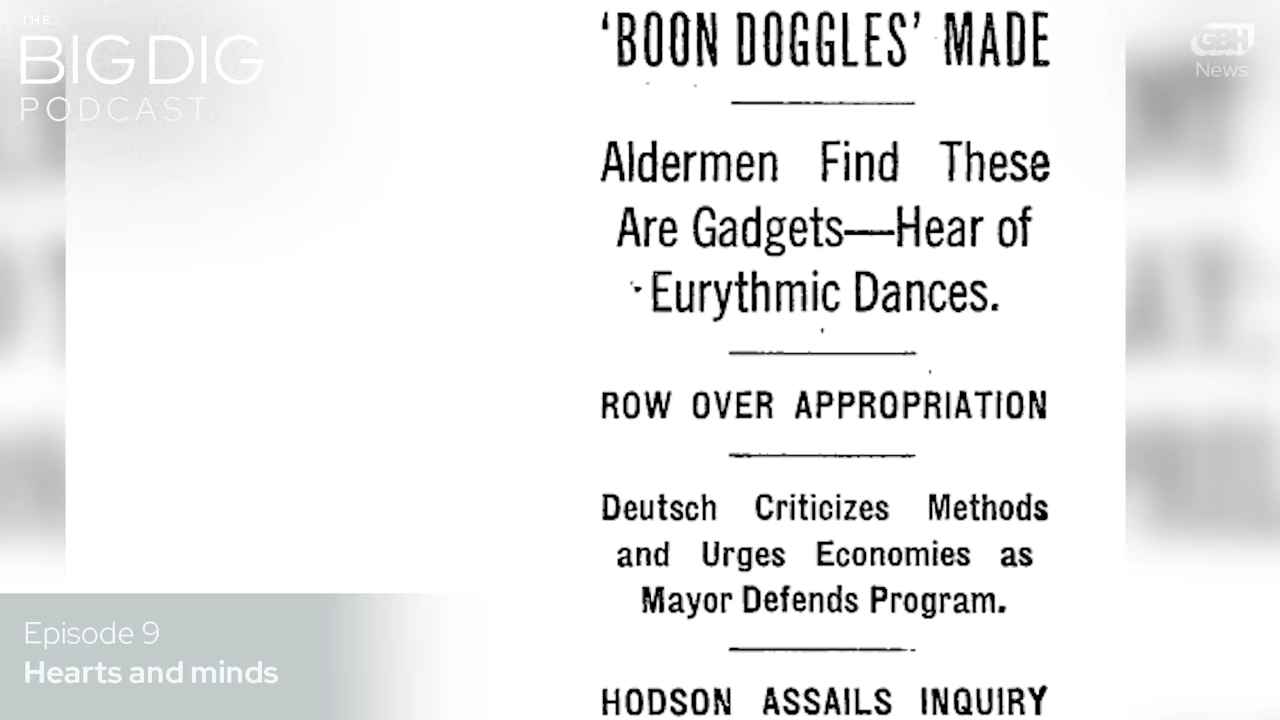 THE
BIG DIG
PODCAST
GBH
News
‘BOON DOGGLES’ MADE
Aldermen Find These
Are Gadgets—Hear of
Eurythmic Dances.
ROW OVER APPROPRIATION
Deutsch Criticizes Methods
and Urges Economies as
Mayor Defends Program.
HODSON ASSAILS INQUIRY
Episode 9
Hearts and minds